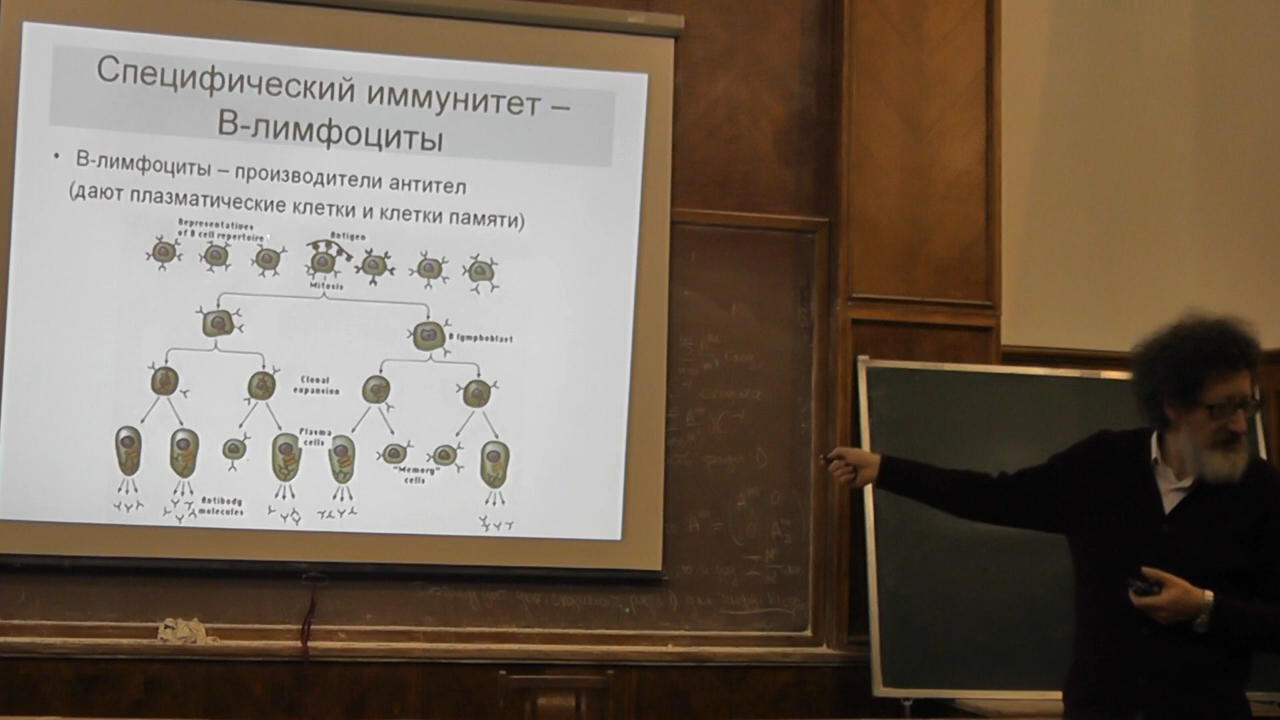 Специфический иммунитет –
В-лимфоциты
• В-лимфоциты – производители антител
(дают плазматические клетки и клетки памяти)
Representatives
of B cell repertoire
Antigen
Mitosis
B lymphoblast
Clonal
expansion
Plasma
cells
"Memory"
cells
Antibody
molecules